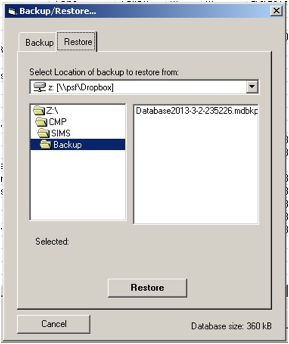 Backup/Restore...
Backup
Restore
Select Location of backup to restore from:
z: [\\psf\Dropbox]
Z:\
CMP
SIMS
Backup
Database2013-3-2-235226.mdbkp
Selected:
Restore
Cancel
Database size: 360 kB